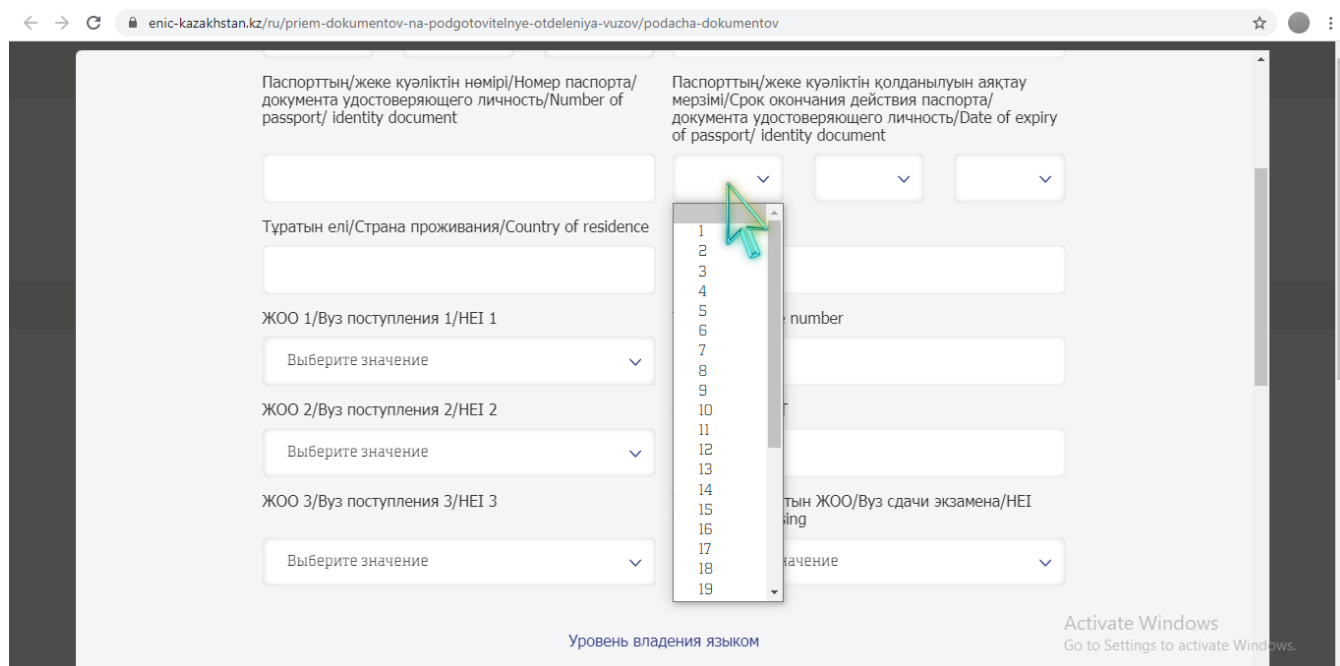 enic-kazakhstan.kz/ru/priem-dokumentov-na-podgotovitelnye-otdeleniya-vuzov/podacha-dokumentov
Паспорттың/жеке куәліктін нөмірі/Номер паспорта/
документа удостоверяющего личность/Number of
passport/ identity document
Паспорттың/жеке куәліктін қолданылуын аяқтау
мерзімі/Срок окончания действия паспорта/
документа удостоверяющего личность/Date of expiry
of passport/ identity document
Тұратын елі/Страна проживания/Country of residence
1
2
3
4
5
6
7
8
9
10
11
12
13
14
15
16
17
18
19
ЖОО 1/Вуз поступления 1/HEI 1
number
Выберите значение
ЖОО 2/Вуз поступления 2/HEI 2
Выберите значение
ЖОО 3/Вуз поступления 3/HEI 3
тын ЖОО/Вуз сдачи экзамена/HEI
sing
Выберите значение
начение
Уровень владения языком
Activate Windows
Go to Settings to activate Windows.